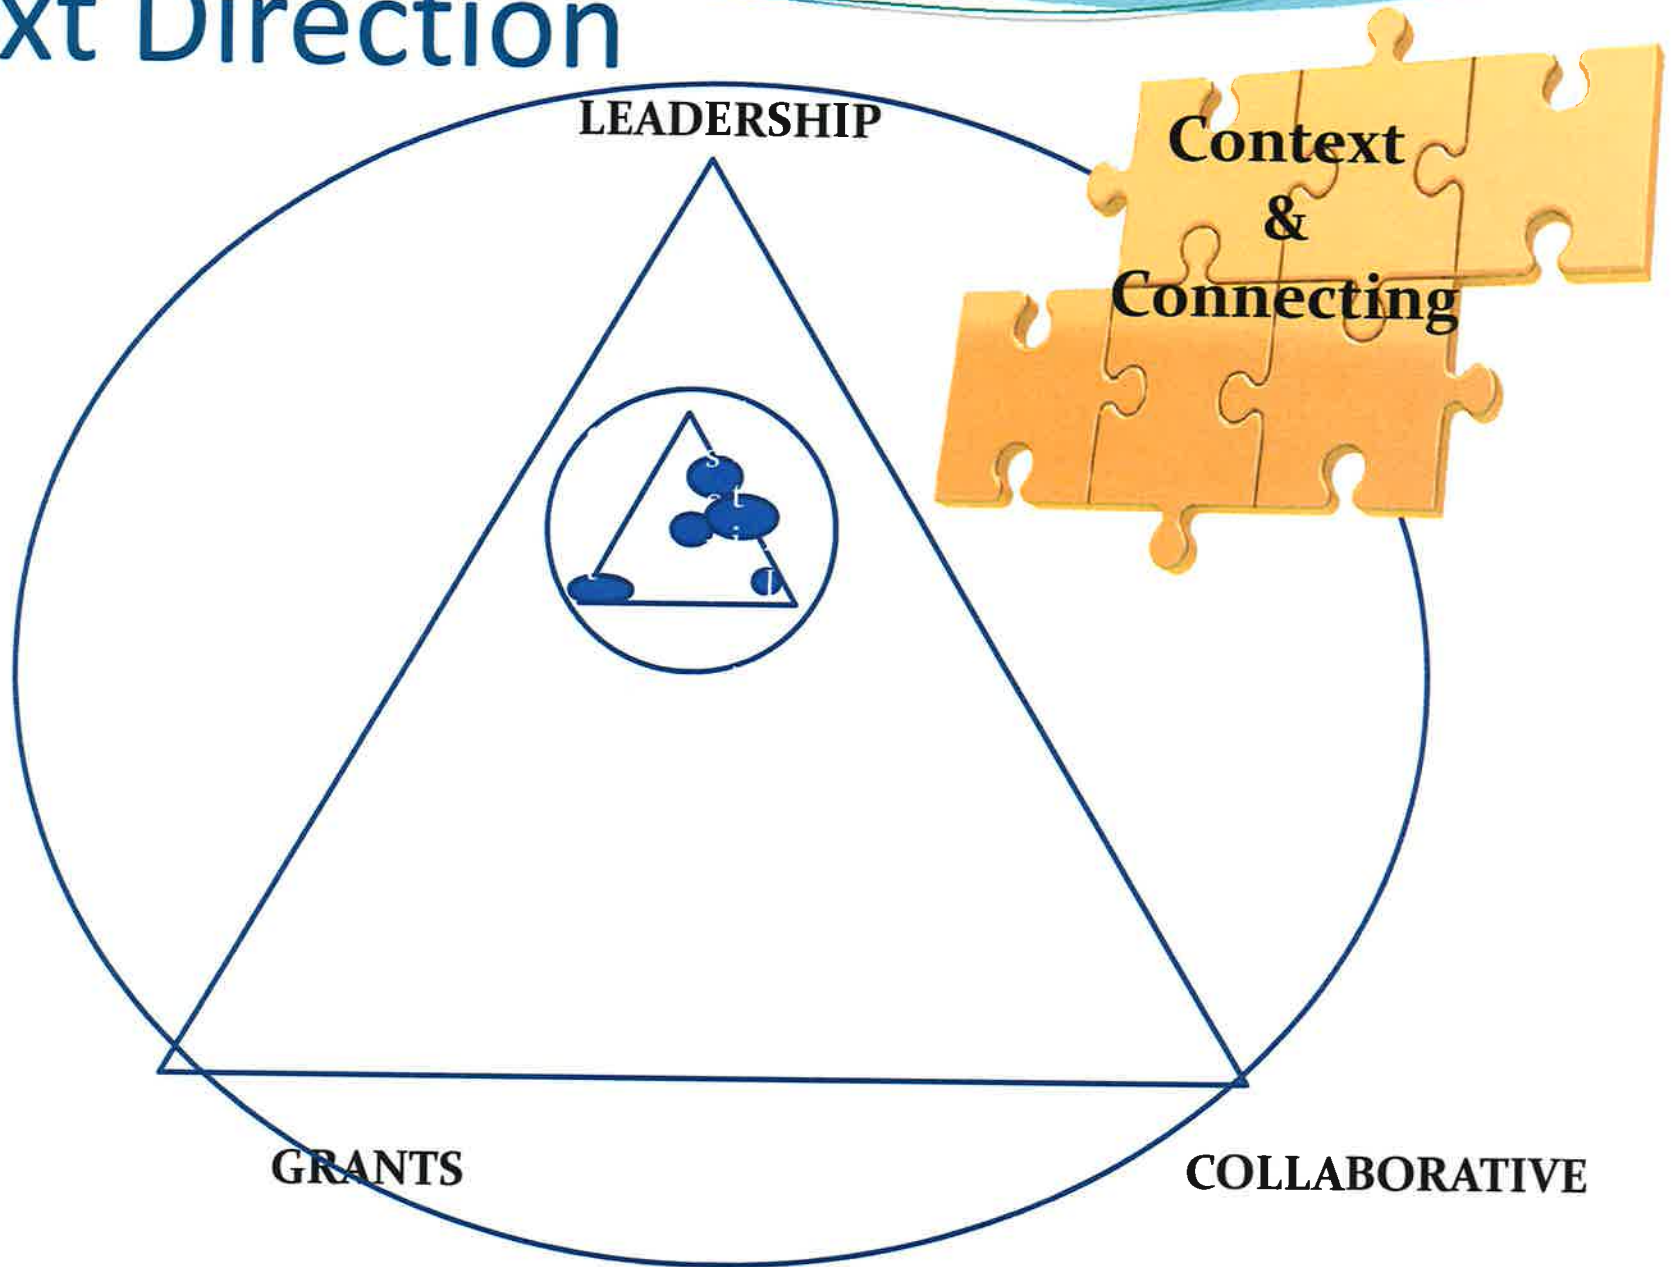 xt Direction
LEADERSHIP
Context
&
Connecting
GRANTS
COLLABORATIVE